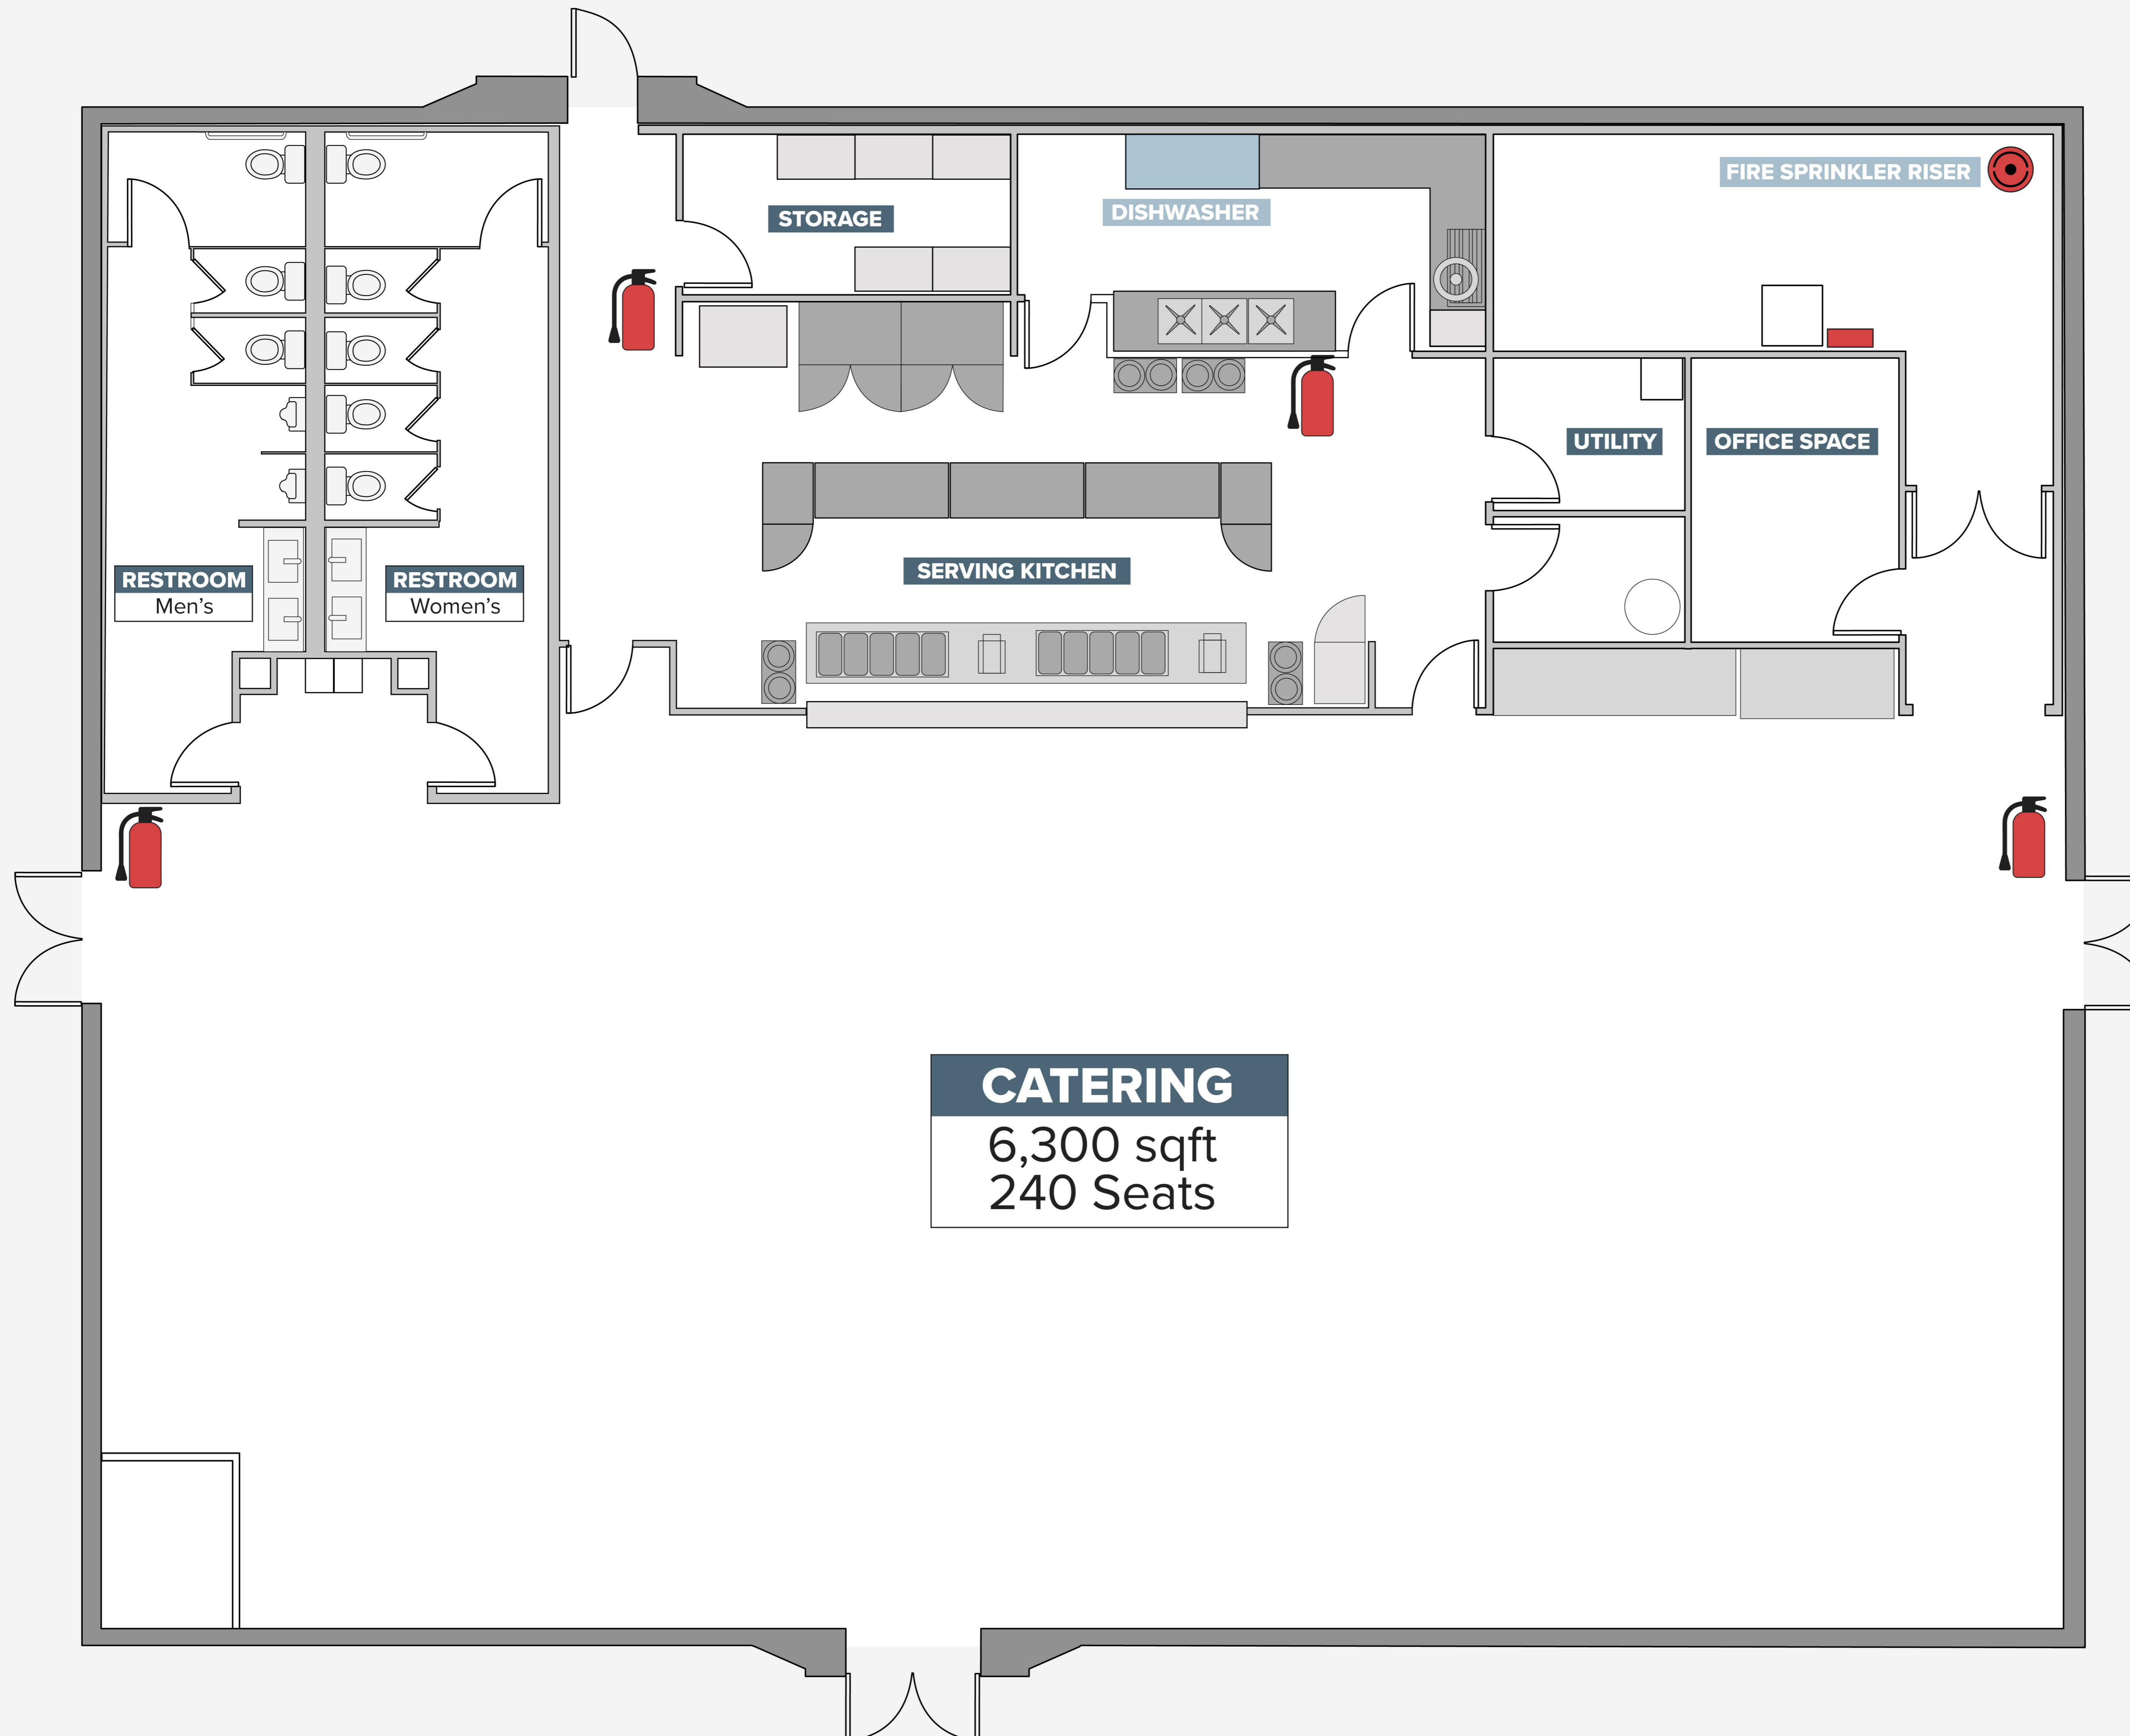 FIRE SPRINKLER RISER
STORAGE
DISHWASHER
UTILITY
OFFICE SPACE
SERVING KITCHEN
RESTROOM
Men’s
RESTROOM
Women’s
CATERING
6,300 sqft
240 Seats